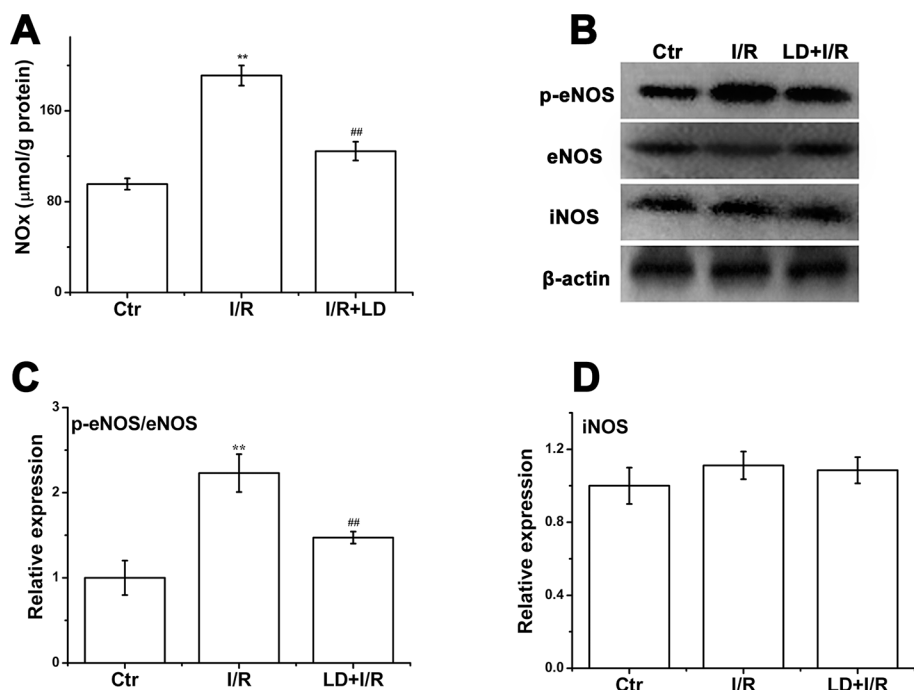 A
NOx (μmol/g protein)
160
80
0
**
##
Ctr I/R I/R+LD
B
Ctr I/R LD+I/R
p-eNOS
eNOS
iNOS
β-actin
C
Relative expression
3
2
1
0
p-eNOS/eNOS
**
##
Ctr I/R LD+I/R
D
Relative expression
1.2
0.8
0.4
0.0
iNOS
Ctr I/R LD+I/R